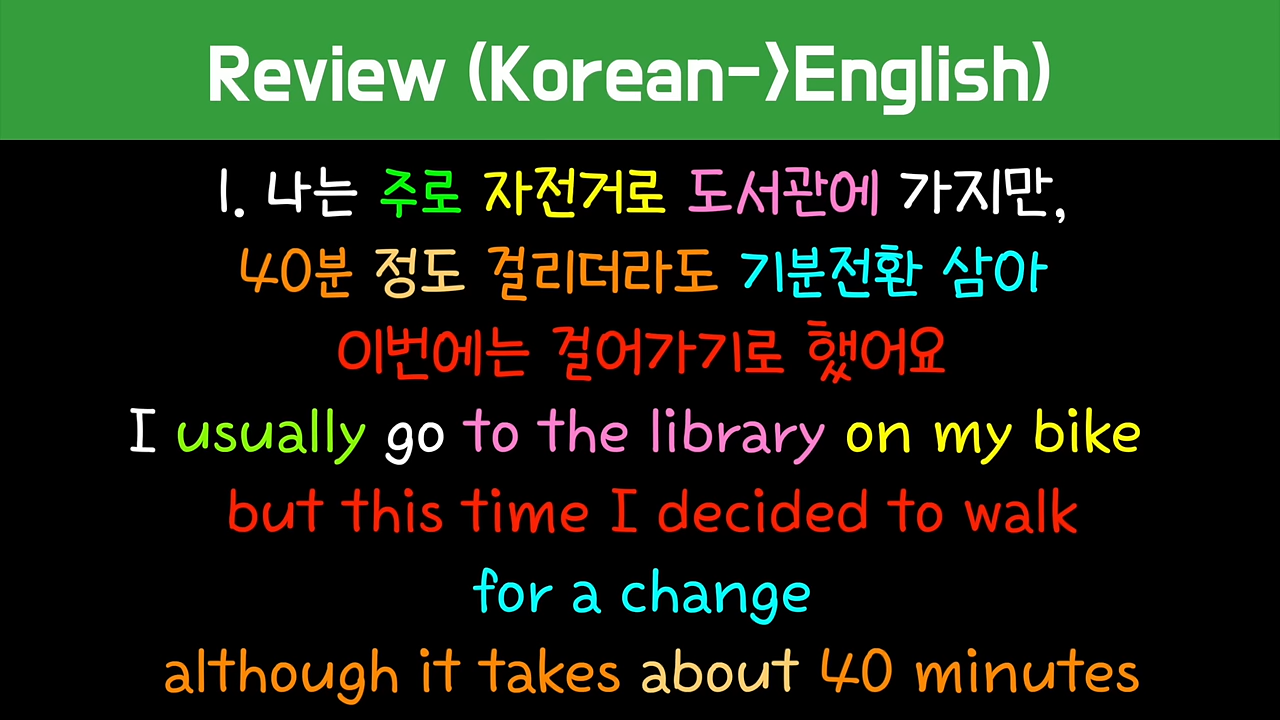 Review (Korean->English)
1. 나는 주로 자전거로 도서관에 가지만,
40분 정도 걸리더라도 기분전환 삼아
이번에는 걸어가기로 했어요
I usually go to the library on my bike
but this time I decided to walk
for a change
although it takes about 40 minutes